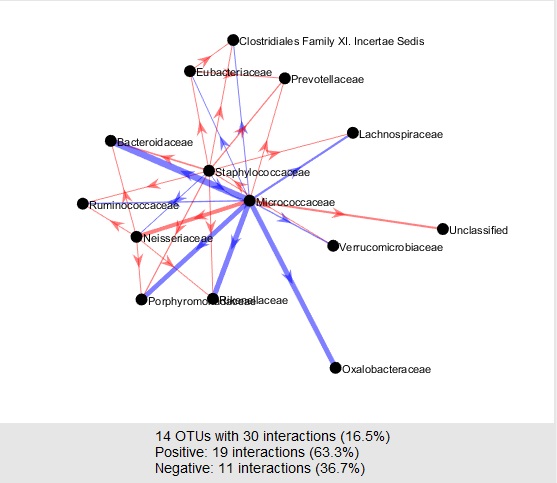 Clostridiales Family XI. Incertae Sedis
Eubacteriaceae
Prevotellaceae
Lachnospiraceae
Bacteroidaceae
Staphylococcaceae
Micrococcaceae
Ruminococcaceae
Unclassified
Neisseriaceae
Verrucomicrobiaceae
Porphyromonadaceae
Rikenellaceae
Oxalobacteraceae
14 OTUs with 30 interactions (16.5%)
Positive: 19 interactions (63.3%)
Negative: 11 interactions (36.7%)